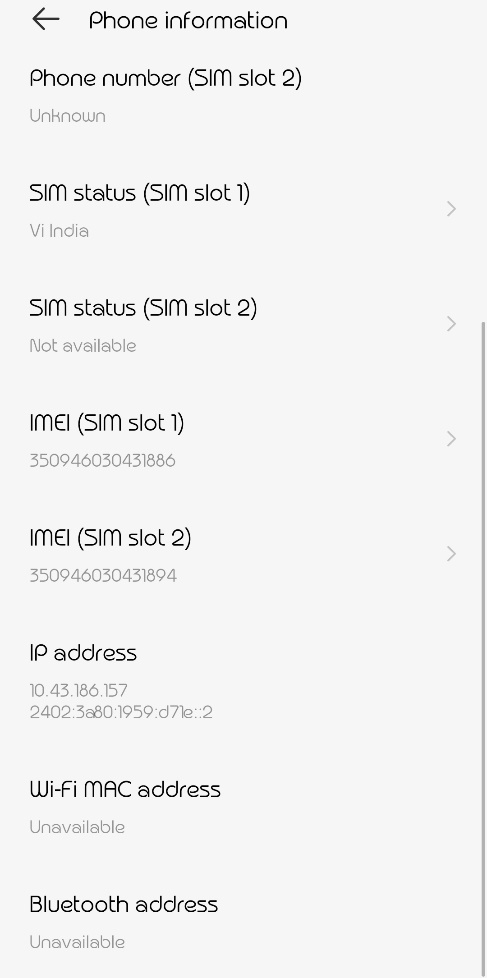 Phone information
Phone number (SIM slot 2)
Unknown
SIM status (SIM slot 1)
Vi India
SIM status (SIM slot 2)
Not available
IMEI (SIM slot 1)
350946030431886
IMEI (SIM slot 2)
350946030431894
IP address
10.43.186.157
2402:3a80:1959:d71e::2
Wi-Fi MAC address
Unavailable
Bluetooth address
Unavailable